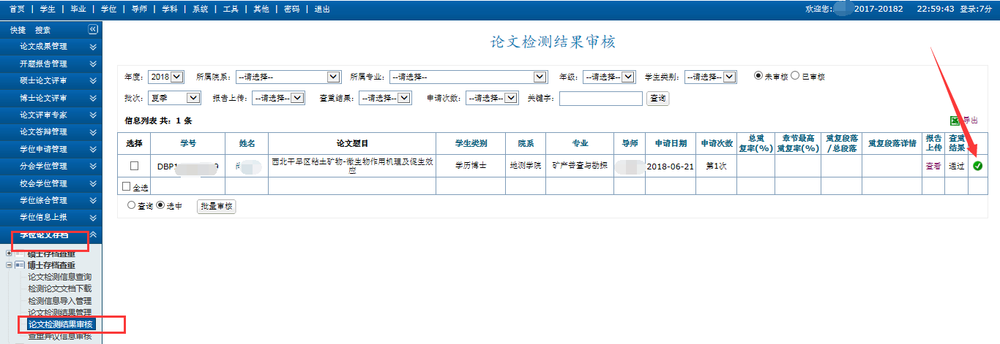 首页 | 学生 | 毕业 | 学位 | 导师 | 学科 | 系统 | 工具 | 其他 | 密码 | 退出
欢迎您: 2017-20182 22:59:43 登录:7分
快捷 搜索
论文成果管理
开题报告管理
硕士论文评审
博士论文评审
论文评审专家
论文答辩管理
学位申请管理
分会学位管理
校会学位管理
学位综合管理
学位信息上报
学位论文存档
硕士存档查重
博士存档查重
论文检测信息查询
检测论文文档下载
检测信息导入管理
论文检测结果管理
论文检测结果审核
查重异议信息审核
论文检测结果审核
年度: 2018 所属院系: --请选择-- 所属专业: --请选择-- 年级: --请选择-- 学生类别: --请选择-- 未审核 已审核
批次: 夏季 报告上传: --请选择-- 查重结果: --请选择-- 申请次数: --请选择-- 关键字: 查询
信息列表 共: 1 条
导出
选择 学号 姓名 论文题目 学生类别 院系 专业 导师 申请日期 申请次数 总重复率(%) 章节最高重复率(%) 重复段落/总段落 重复段落详情 报告上传 查重结果
DBP1 9 尚 西北干旱区粘土矿物-微生物作用机理及促生效应 学历博士 地测学院 矿产普查与勘探 2018-06-21 第1次 查看 通过
全选
查询 选中 批量审核